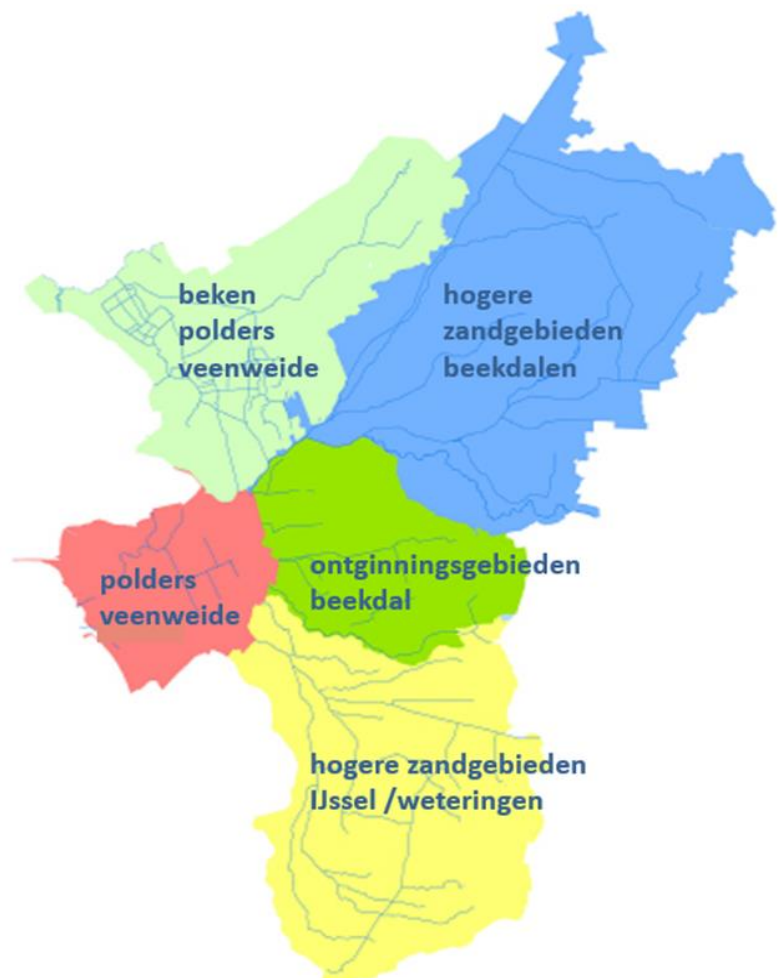 beken
polders
veenweide
hogere
zandgebieden
beekdalen
ontginningsgebieden
beekdal
polders
veenweide
hogere zandgebieden
IJssel /weteringen